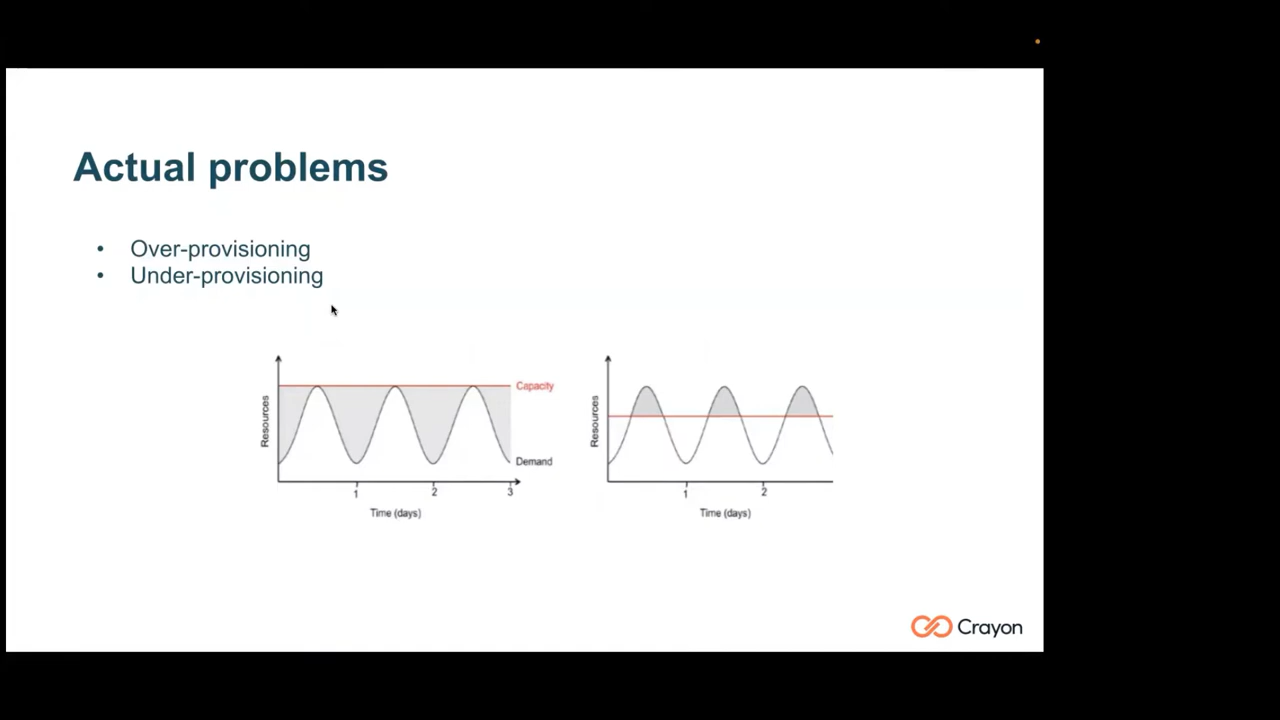 Actual problems
• Over-provisioning
• Under-provisioning
Resources
Capacity
Demand
1
2
3
Time (days)
Resources
1
2
Time (days)
Crayon